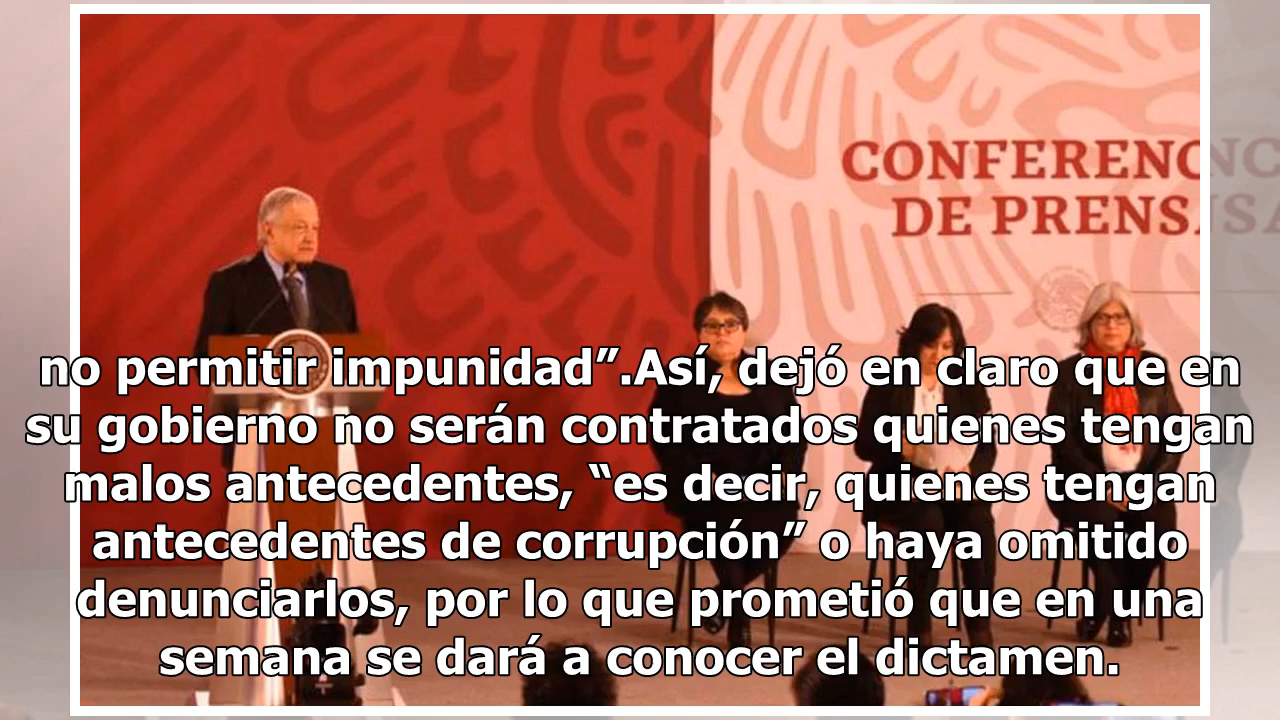 CONFERENC
DE PRENSA
no permitir impunidad”.Así, dejó en claro que en
su gobierno no serán contratados quienes tengan
malos antecedentes, “es decir, quienes tengan
antecedentes de corrupción” o haya omitido
denunciarlos, por lo que prometió que en una
semana se dará a conocer el dictamen.